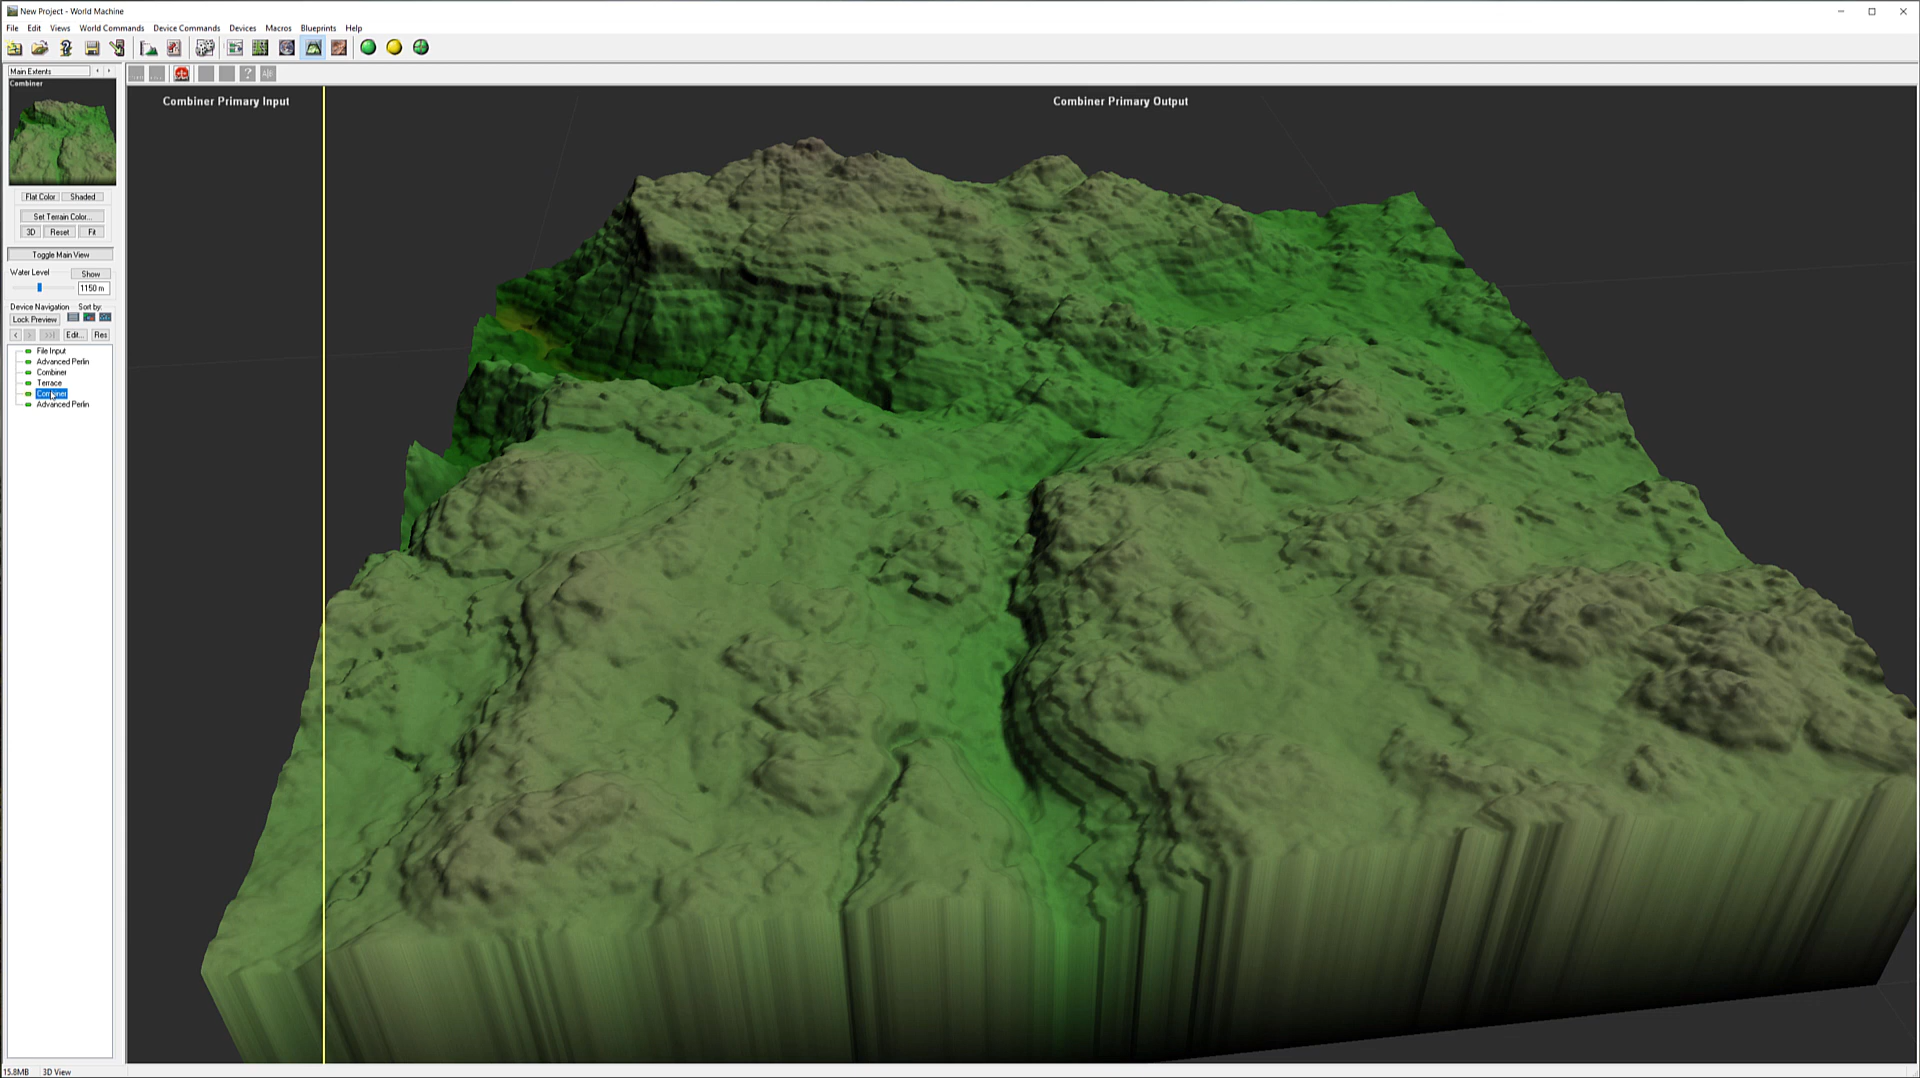 New Project - World Machine
File Edit Views World Commands Device Commands Devices Macros Blueprints Help
Main Extents
Combiner
Flat Color Shaded
Set Terrain Color...
3D Reset Fit
Toggle Main View
Water Level Show
1150 m
Device Navigation Sort by:
Lock Preview
< > >>| Edit... Res
File Input
Advanced Perlin
Combiner
Terrace
Combiner
Advanced Perlin
Combiner Primary Input
Combiner Primary Output
15.8MB 3D View